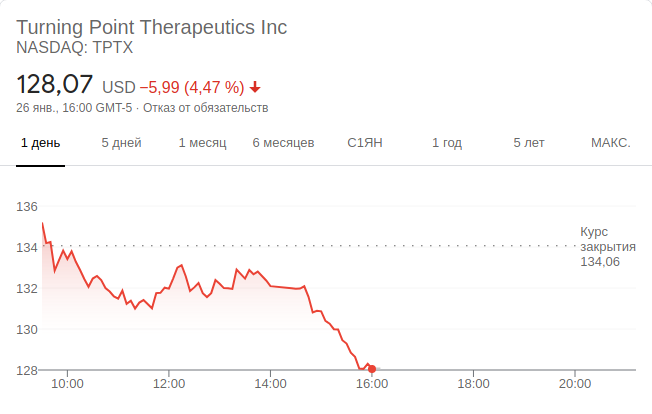 Turning Point Therapeutics Inc
NASDAQ: TPTX
128,07 USD −5,99 (4,47 %)
26 янв., 16:00 GMT-5 · Отказ от обязательств
1 день 5 дней 1 месяц 6 месяцев С1ЯН 1 год 5 лет МАКС.
136
Курс
134 закрытия
134,06
132
130
128
10:00 12:00 14:00 16:00 18:00 20:00